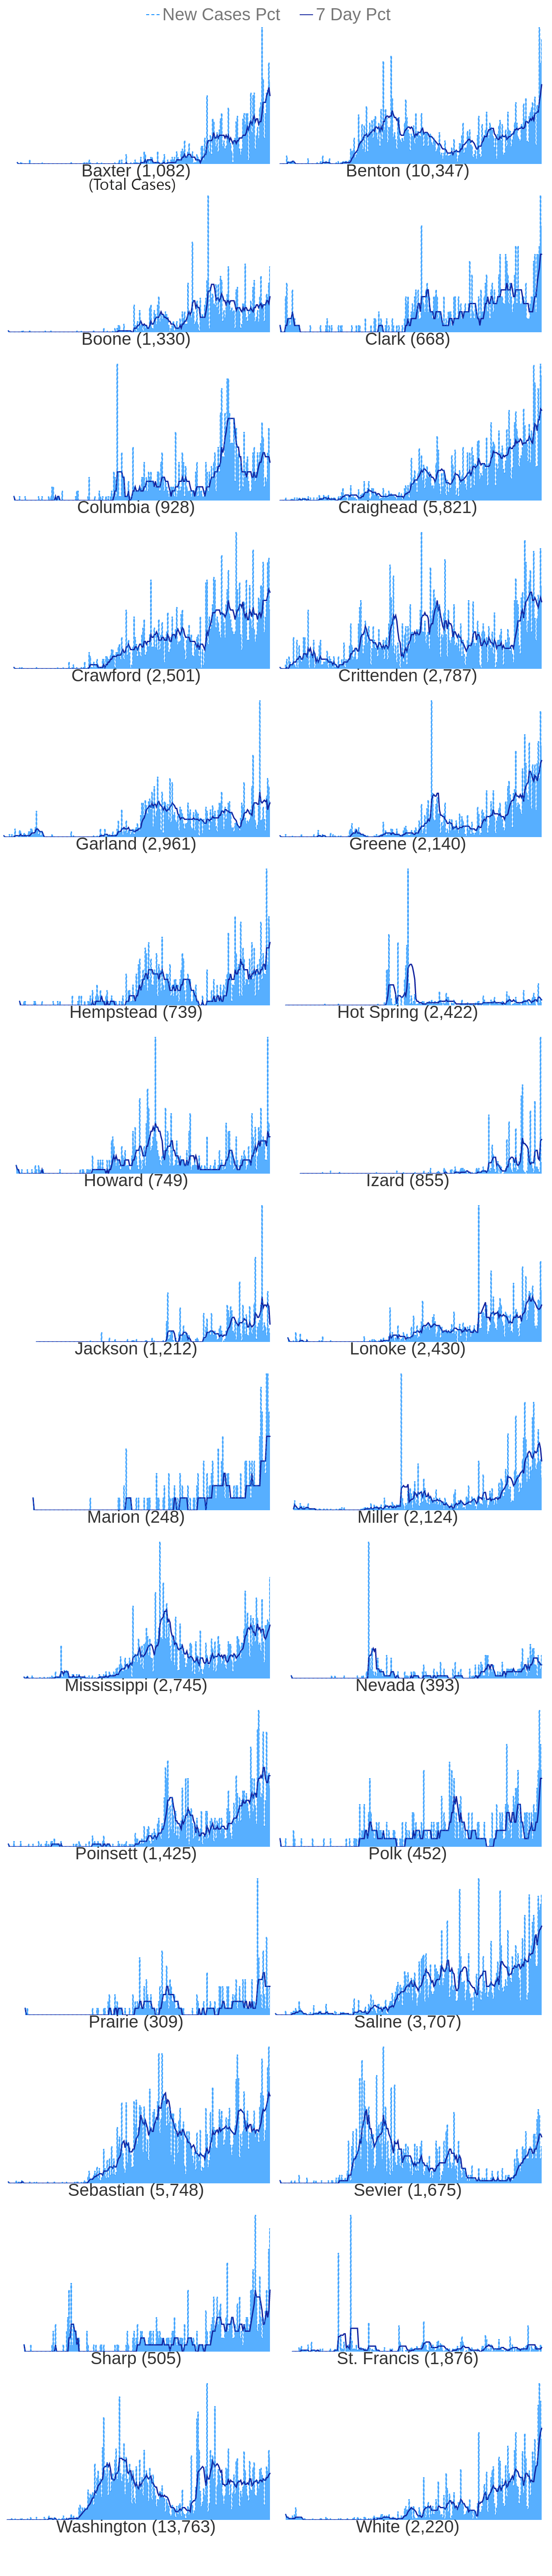 New Cases Pct 7 Day Pct
Baxter (1,082) Benton (10,347)
(Total Cases)
Boone (1,330) Clark (668)
Columbia (928) Craighead (5,821)
Crawford (2,501) Crittenden (2,787)
Garland (2,961) Greene (2,140)
Hempstead (739) Hot Spring (2,422)
Howard (749) Izard (855)
Jackson (1,212) Lonoke (2,430)
Marion (248) Miller (2,124)
Mississippi (2,745) Nevada (393)
Poinsett (1,425) Polk (452)
Prairie (309) Saline (3,707)
Sebastian (5,748) Sevier (1,675)
Sharp (505) St. Francis (1,876)
Washington (13,763) White (2,220)